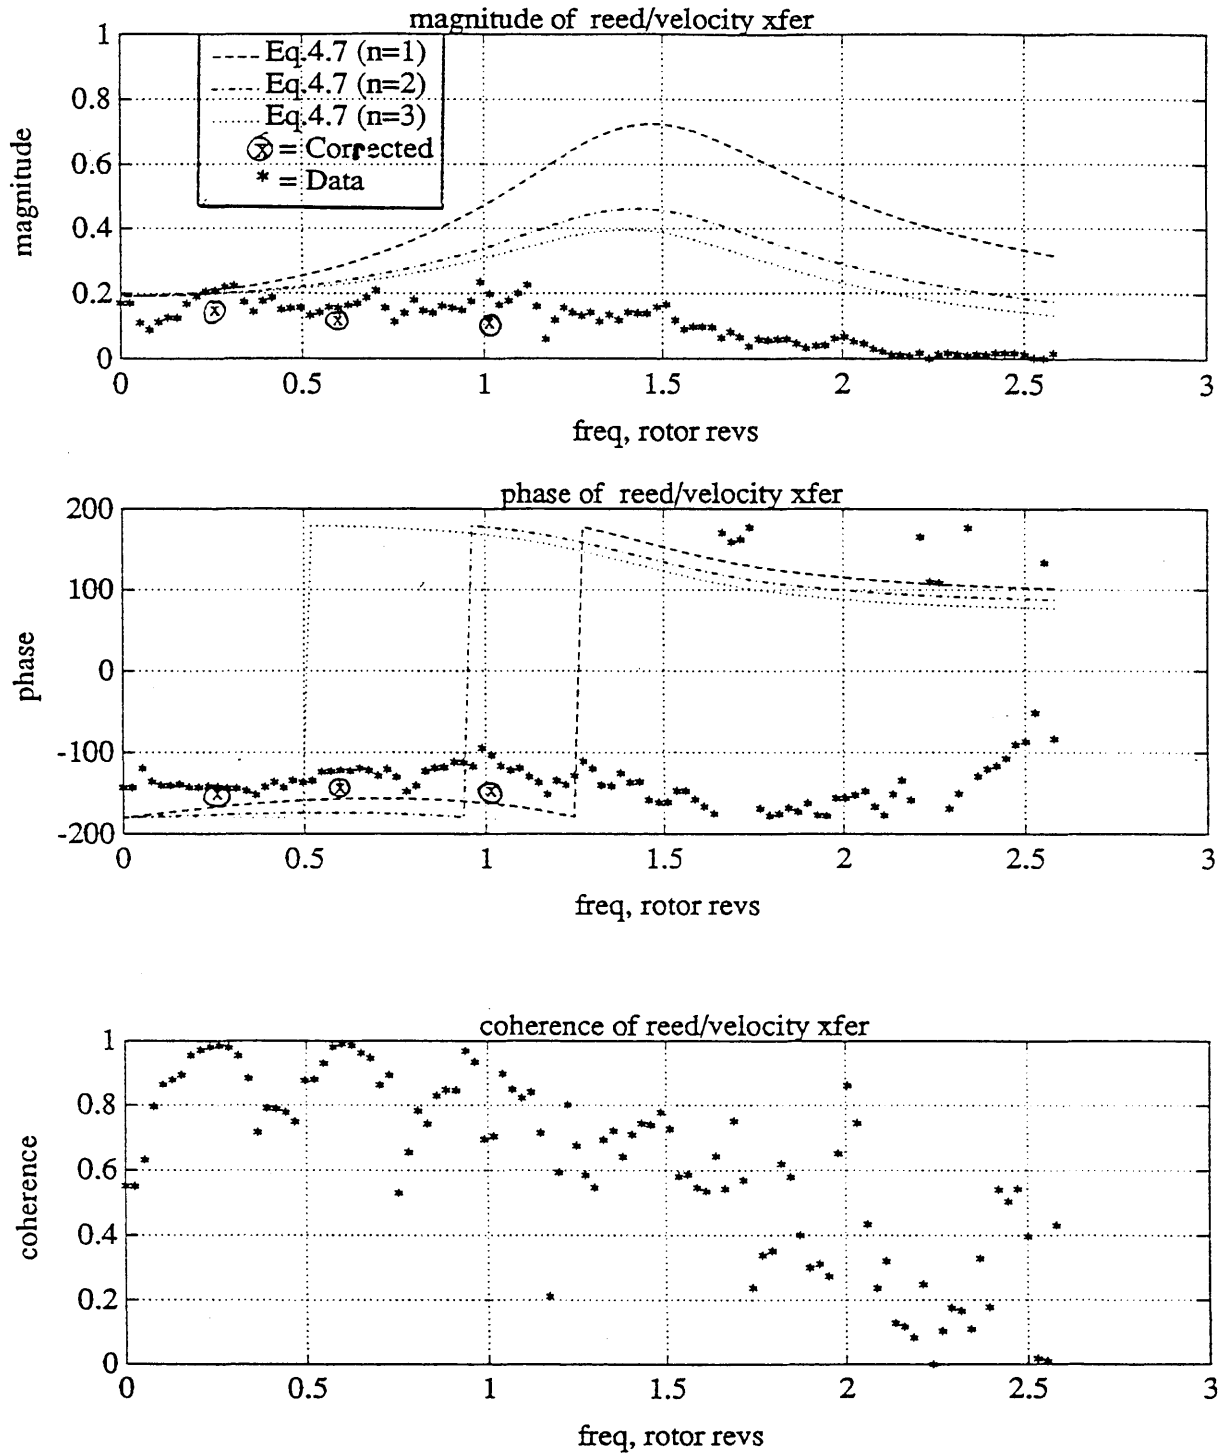 magnitude of reed/velocity xfer
1
0.8
0.6
0.4
0.2
0
magnitude
Eq.4.7 (n=1)
Eq.4.7 (n=2)
Eq.4.7 (n=3)
= Corrected
* = Data
0 0.5 1 1.5 2 2.5 3
freq, rotor revs
phase of reed/velocity xfer
200
100
0
-100
-200
phase
0 0.5 1 1.5 2 2.5 3
freq, rotor revs
coherence of reed/velocity xfer
1
0.8
0.6
0.4
0.2
0
coherence
0 0.5 1 1.5 2 2.5 3
freq, rotor revs